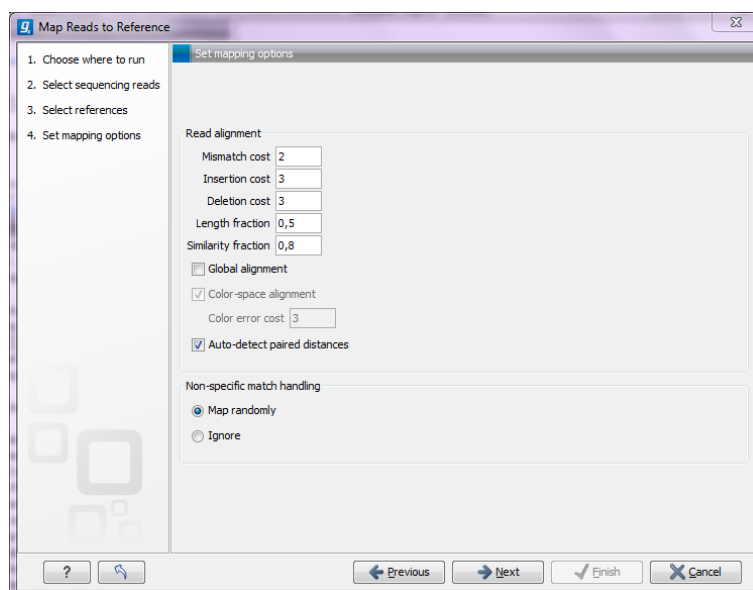 Map Reads to Reference
1. Choose where to run
2. Select sequencing reads
3. Select references
4. Set mapping options
Set mapping options
Read alignment
Mismatch cost 2
Insertion cost 3
Deletion cost 3
Length fraction 0,5
Similarity fraction 0,8
Global alignment
Color-space alignment
Color error cost 3
Auto-detect paired distances
Non-specific match handling
Map randomly
Ignore
? Previous Next Finish Cancel